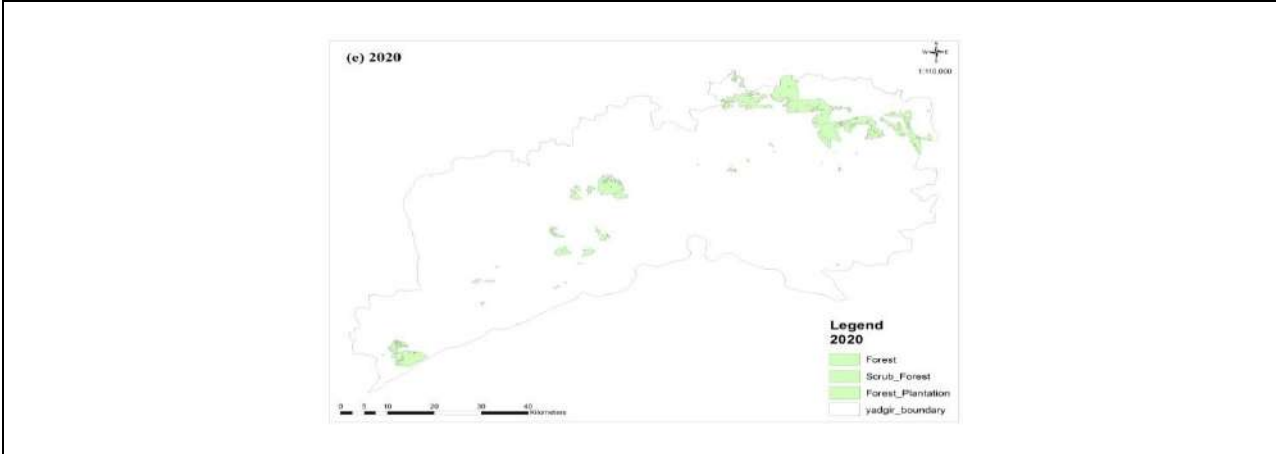 (e) 2020
W E
1:110,000
Legend
2020
Forest
Scrub_Forest
Forest_Plantation
yadgir_boundary
0 5 10 20 30 40
Kilometers